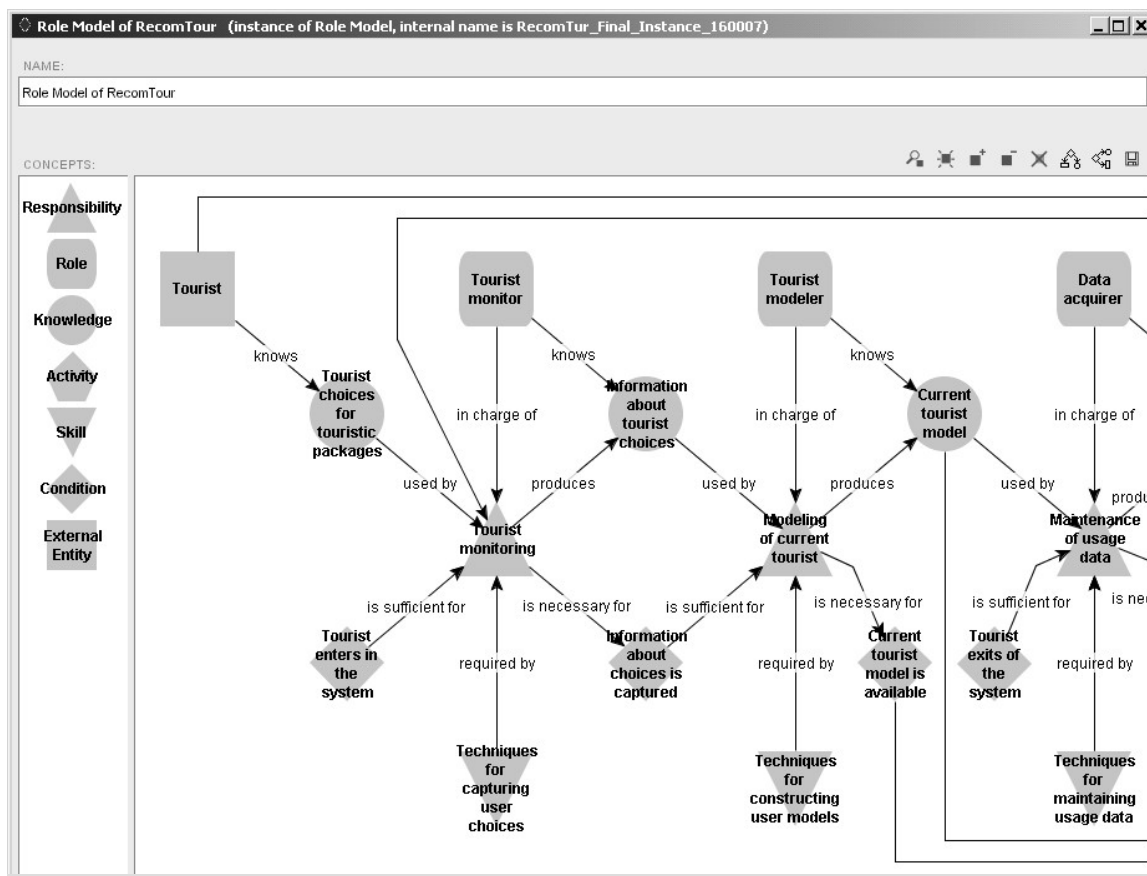 Role Model of RecomTour (instance of Role Model, internal name is RecomTur_Final_Instance_160007)
NAME:
Role Model of RecomTour
CONCEPTS:
Responsibility
Role
Knowledge
Activity
Skill
Condition
External
Entity
Tourist
Tourist
monitor
Tourist
modeler
Data
acquirer
knows
knows
knows
Tourist
choices
for
touristic
packages
in charge of
Information
about
tourist
choices
in charge of
Current
tourist
model
in charge of
used by
produces
used by
produces
used by
produ
Tourist
monitoring
Modeling
of current
tourist
Maintenance
of usage
data
is sufficient for
is necessary for
is sufficient for
is necessary for
is sufficient for
is nec
Tourist
enters in
the
system
required by
Information
about
choices is
captured
required by
Current
tourist
model is
available
Tourist
exits of
the
system
required by
Techniques
for
capturing
user
choices
Techniques
for
constructing
user models
Techniques
for
maintaining
usage data